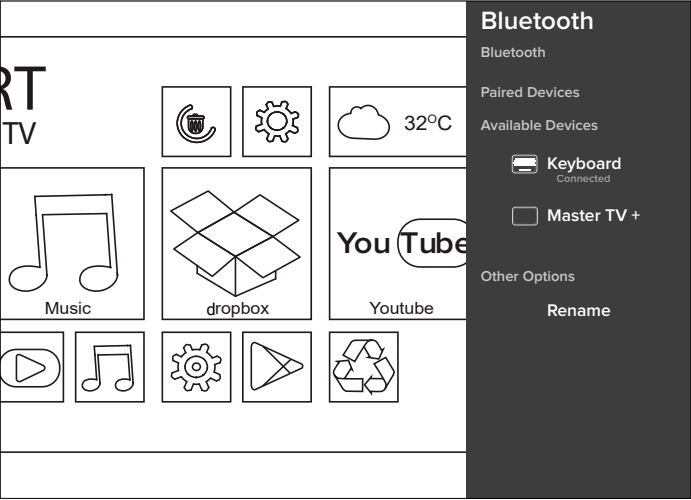 RT
TV
32°C
Music
dropbox
You Tube
Youtube
Bluetooth
Bluetooth
Paired Devices
Available Devices
Keyboard
Connected
Master TV +
Other Options
Rename